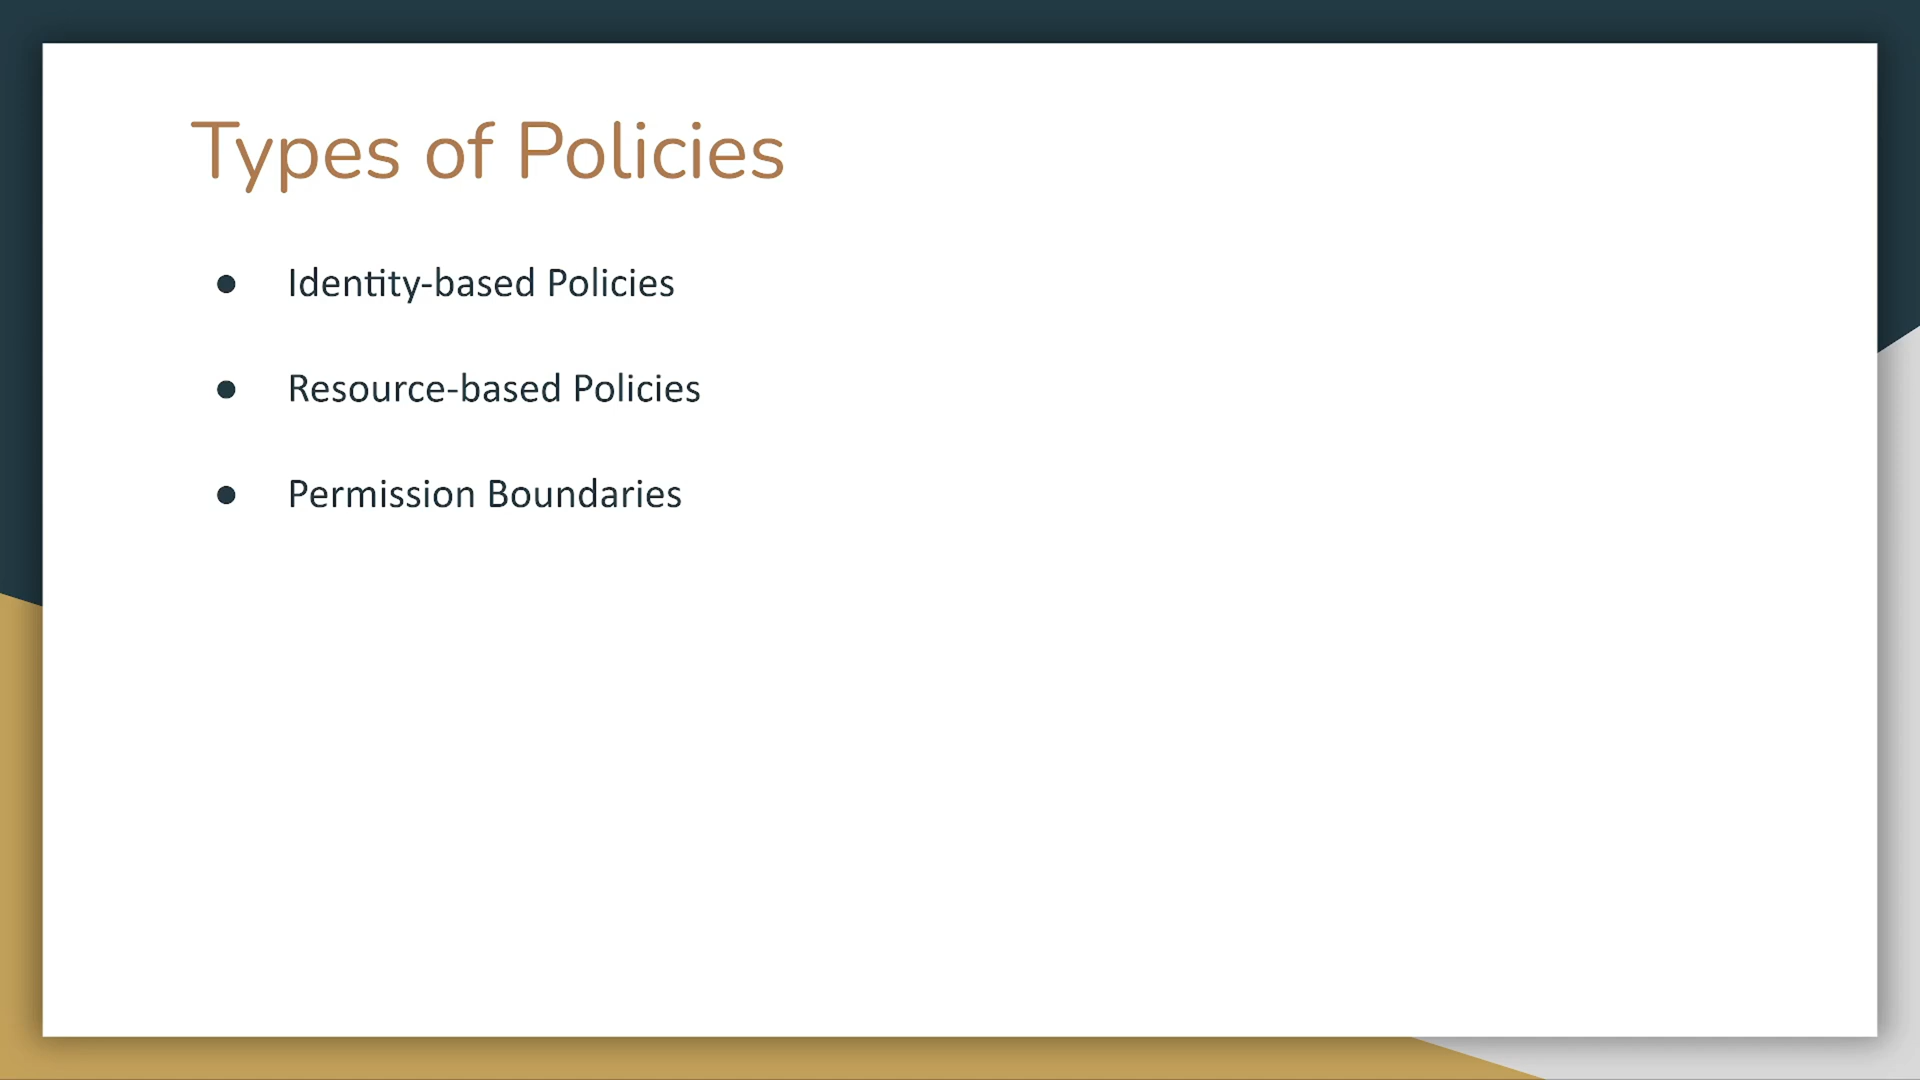 Types of Policies
● Identity-based Policies
● Resource-based Policies
● Permission Boundaries